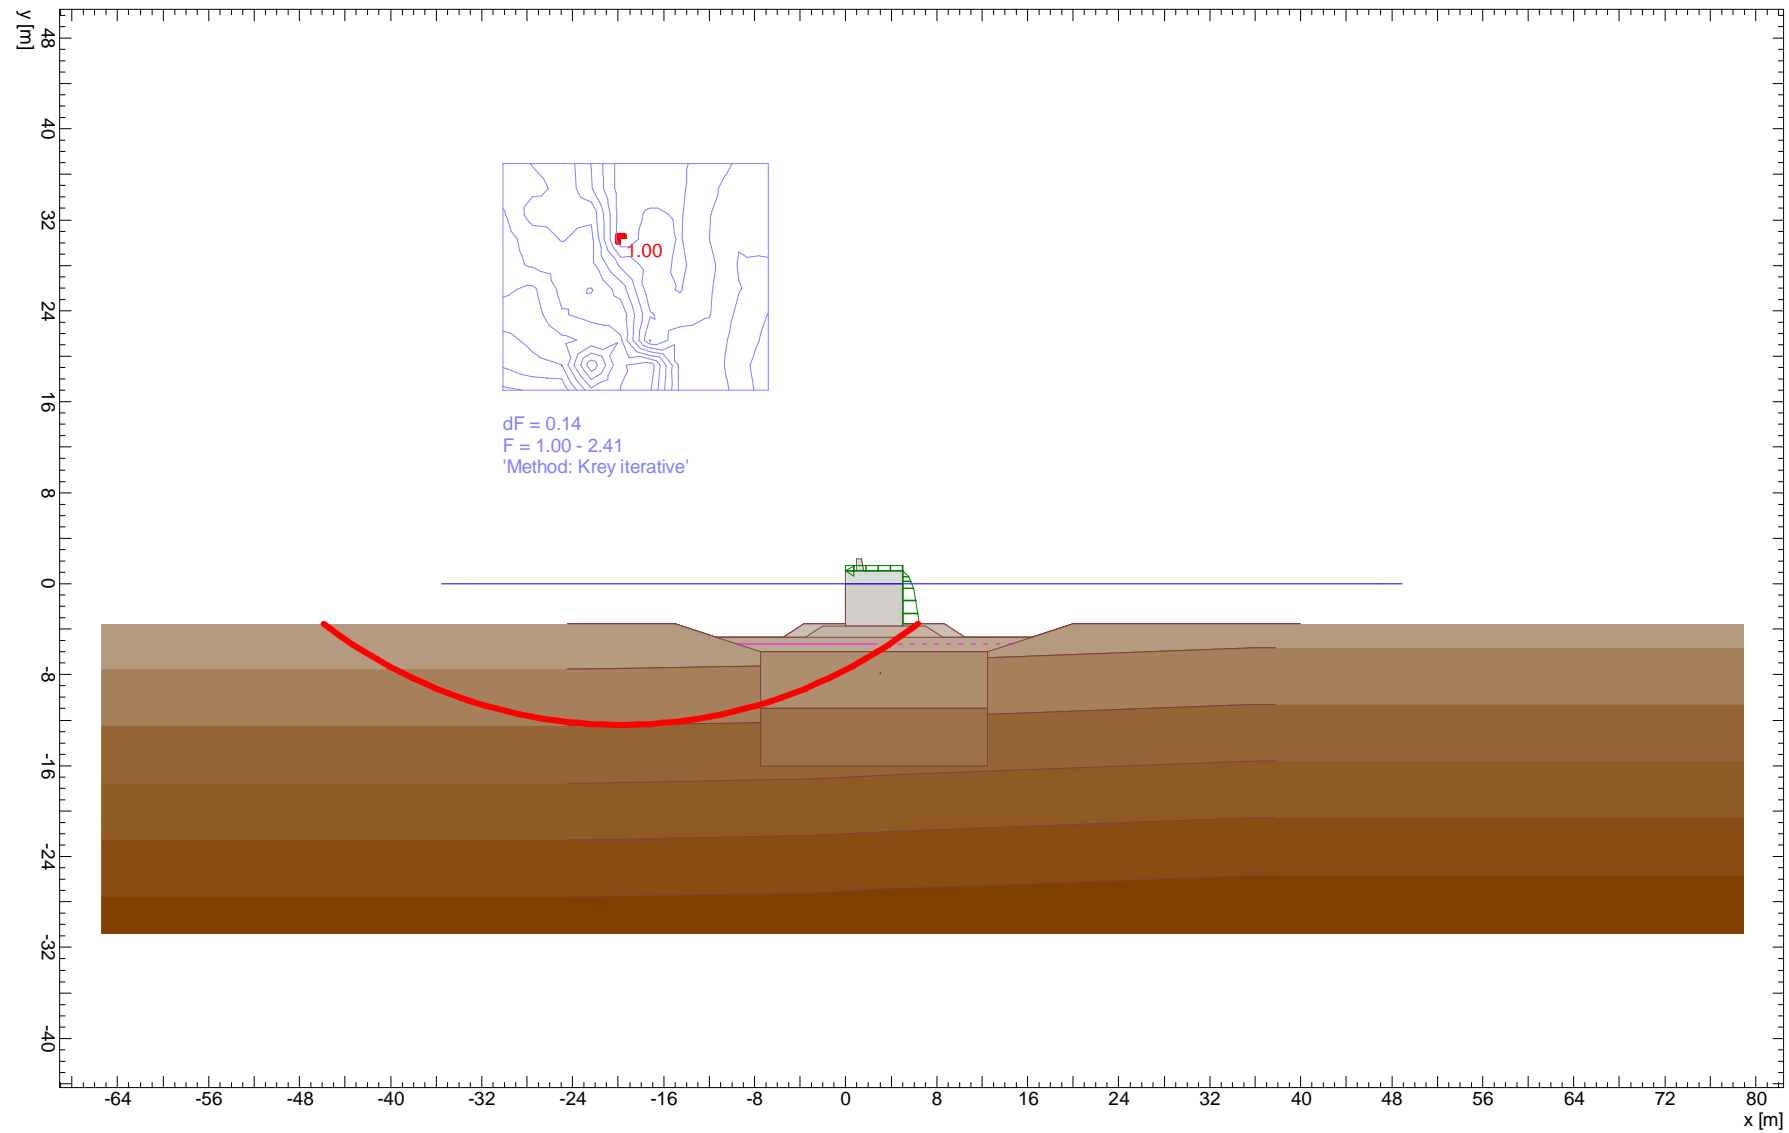 y [m]
48
40
32
24
16
8
0
-8
-16
-24
-32
-40
1.00
dF = 0.14
F = 1.00 - 2.41
'Method: Krey iterative'
-64 -56 -48 -40 -32 -24 -16 -8 0 8 16 24 32 40 48 56 64 72 80
x [m]